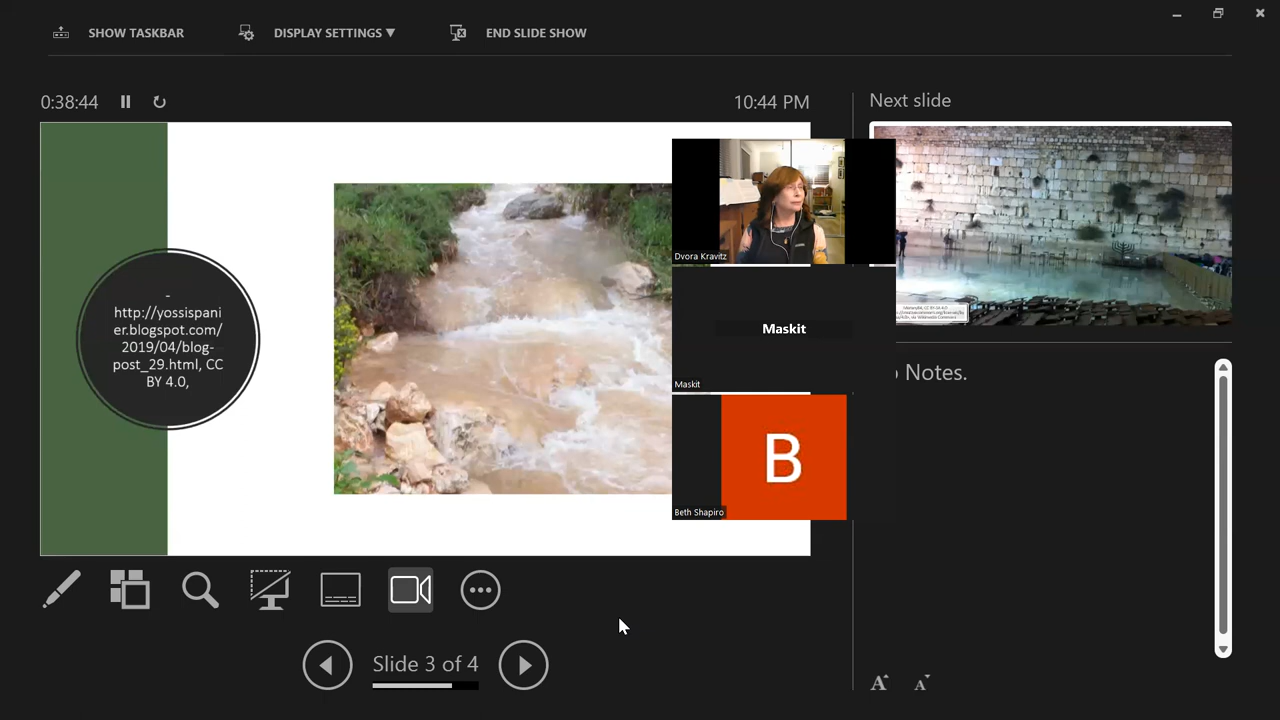 SHOW TASKBAR
DISPLAY SETTINGS ▼
END SLIDE SHOW
0:38:44
10:44 PM
Next slide
-
http://yossispani
er.blogspot.com/
2019/04/blog-
post_29.html, CC
BY 4.0,
Dvora Kravitz
Maskit
Maskit
B
Beth Shapiro
Notes.
Slide 3 of 4
A A